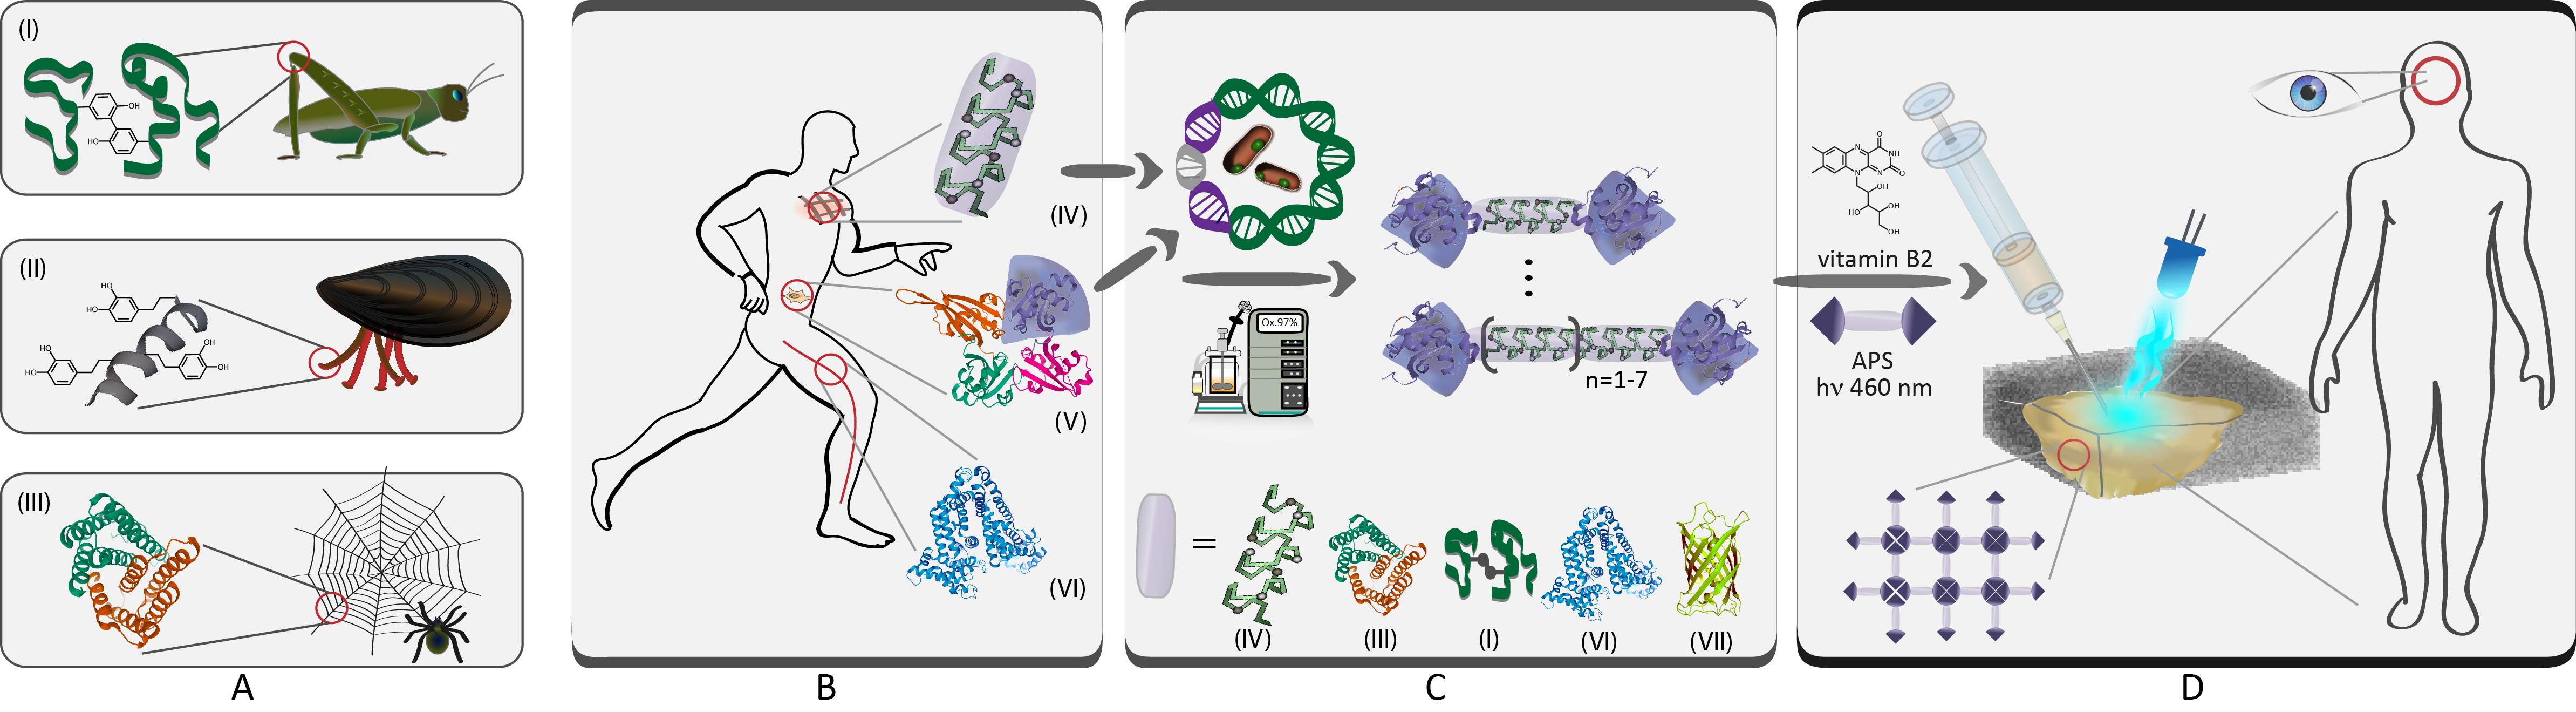 (I)
OH
HO
(II)
HO
HO
HO
HO
OH
OH
(III)
A
(IV)
(V)
(VI)
B
Ox.97%
n=1-7
=
(IV)
(III)
(I)
(VI)
(VII)
C
O
N
NH
N
N
O
OH
OH
HO
OH
vitamin B2
APS
hν 460 nm
D